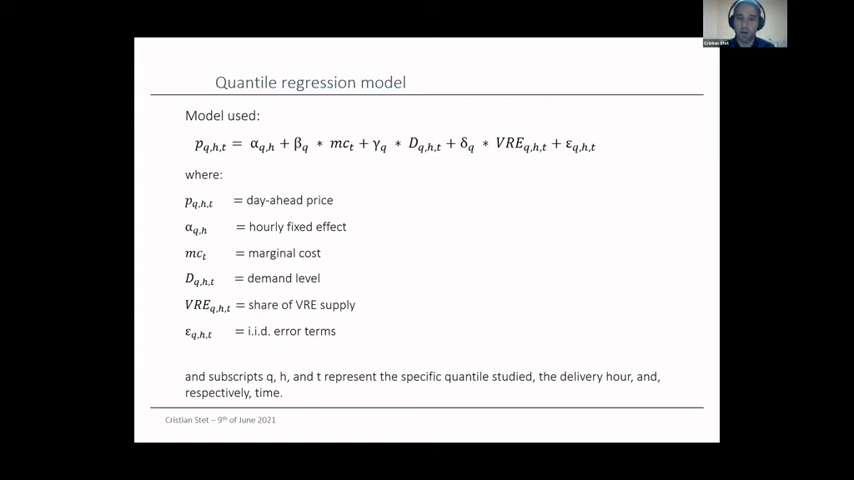 Cristian Stet
Quantile regression model
Model used:
p_{q,h,t} = α_{q,h} + β_q * mc_t + γ_q * D_{q,h,t} + δ_q * VRE_{q,h,t} + ε_{q,h,t}
where:
p_{q,h,t} = day-ahead price
α_{q,h} = hourly fixed effect
mc_t = marginal cost
D_{q,h,t} = demand level
VRE_{q,h,t} = share of VRE supply
ε_{q,h,t} = i.i.d. error terms
and subscripts q, h, and t represent the specific quantile studied, the delivery hour, and,
respectively, time.
Cristian Stet – 9th of June 2021